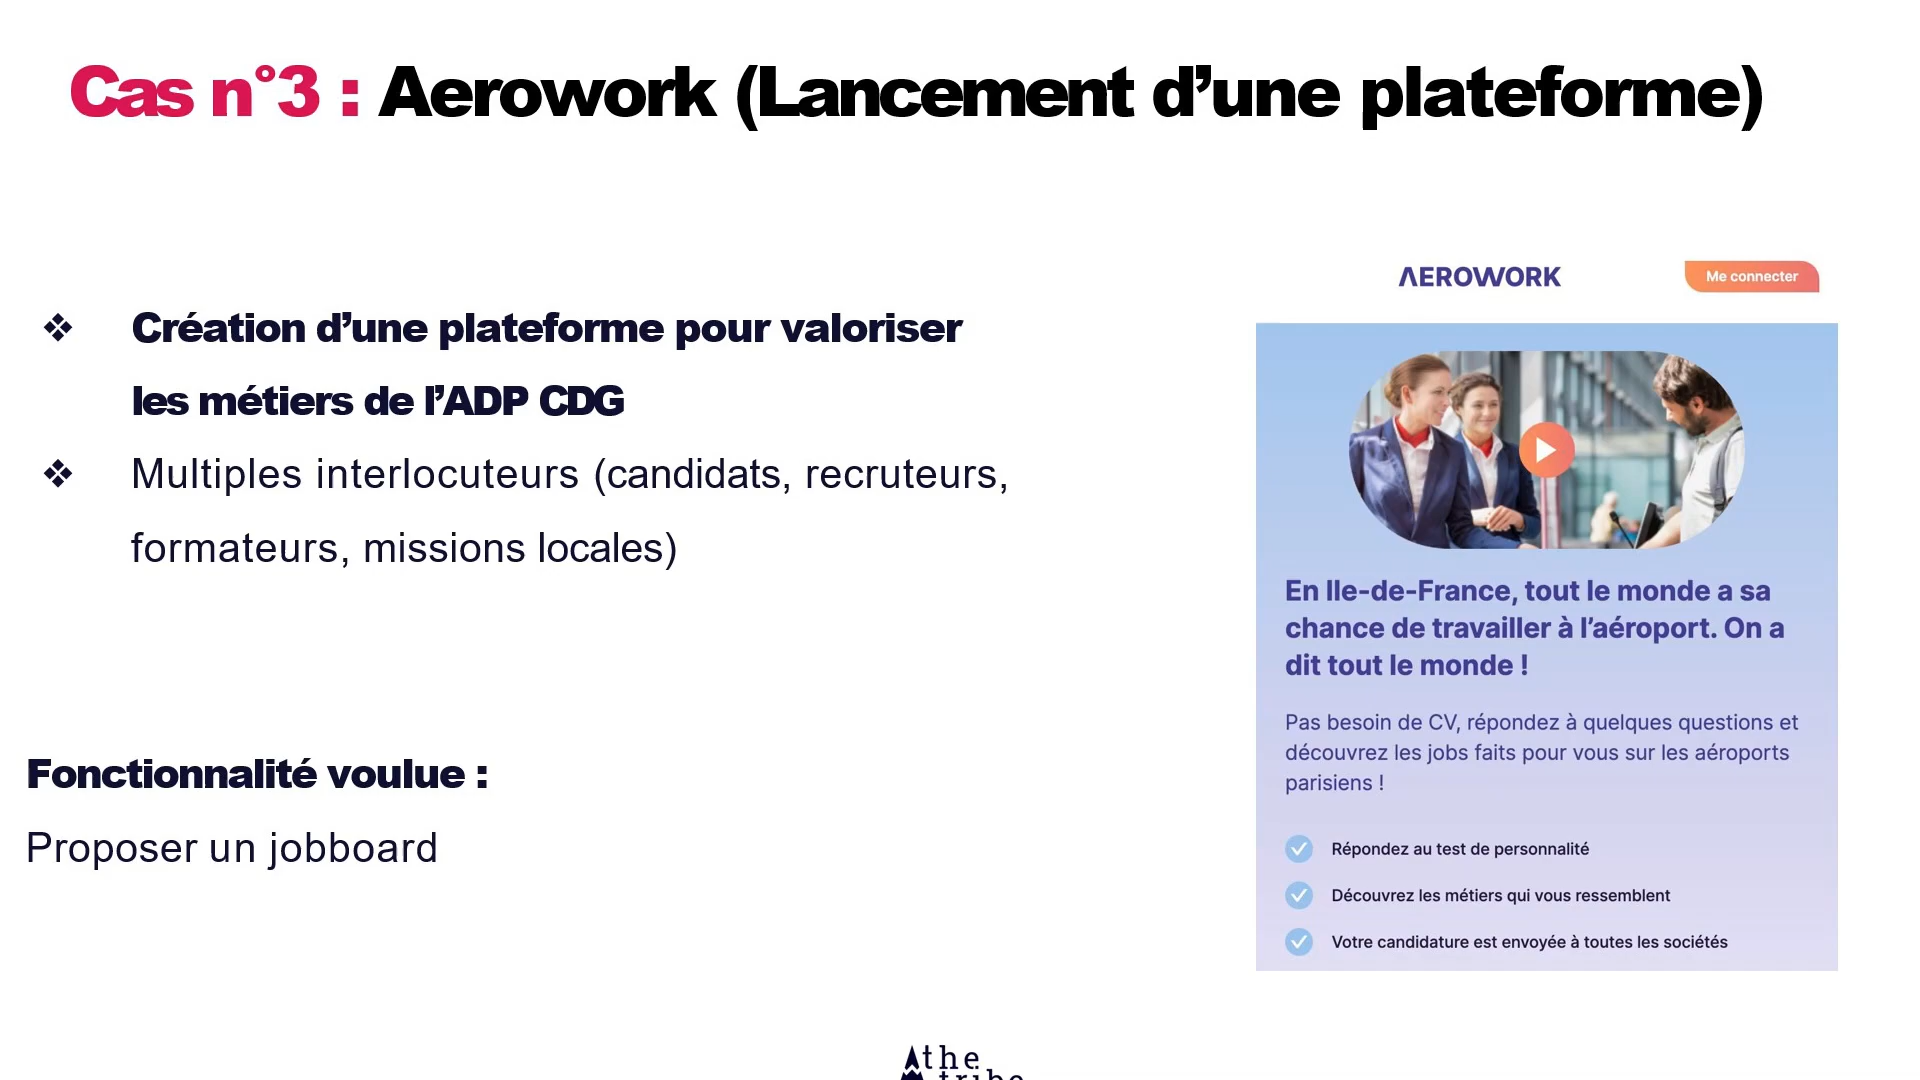 Cas n°3 : Aerowork (Lancement d’une plateforme)
❖ Création d’une plateforme pour valoriser
les métiers de l’ADP CDG
❖ Multiples interlocuteurs (candidats, recruteurs,
formateurs, missions locales)
Fonctionnalité voulue :
Proposer un jobboard
AEROWORK
Me connecter
En Ile-de-France, tout le monde a sa
chance de travailler à l’aéroport. On a
dit tout le monde !
Pas besoin de CV, répondez à quelques questions et
découvrez les jobs faits pour vous sur les aéroports
parisiens !
Répondez au test de personnalité
Découvrez les métiers qui vous ressemblent
Votre candidature est envoyée à toutes les sociétés
the
tribe